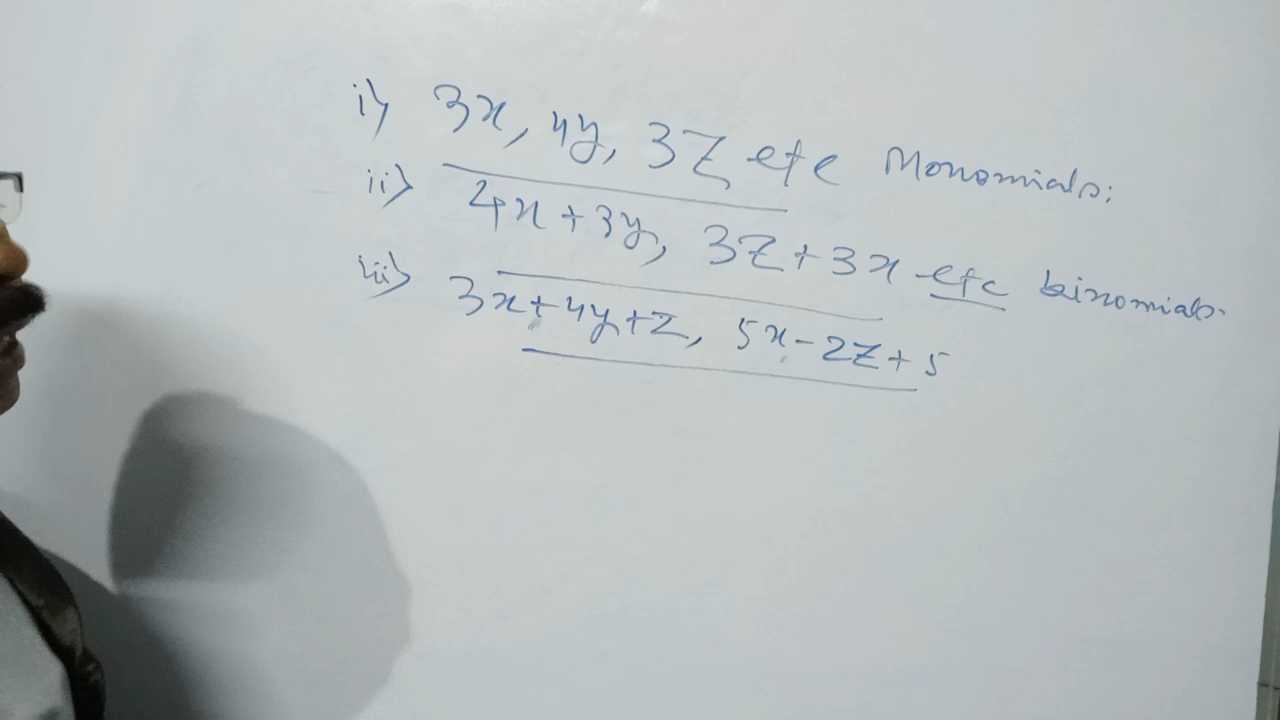 i) 3x, 4y, 3Z etc Monomials:
ii) 4x+3y, 3Z+3x etc binomials.
iii) 3x+4y+Z, 5x-2Z+5